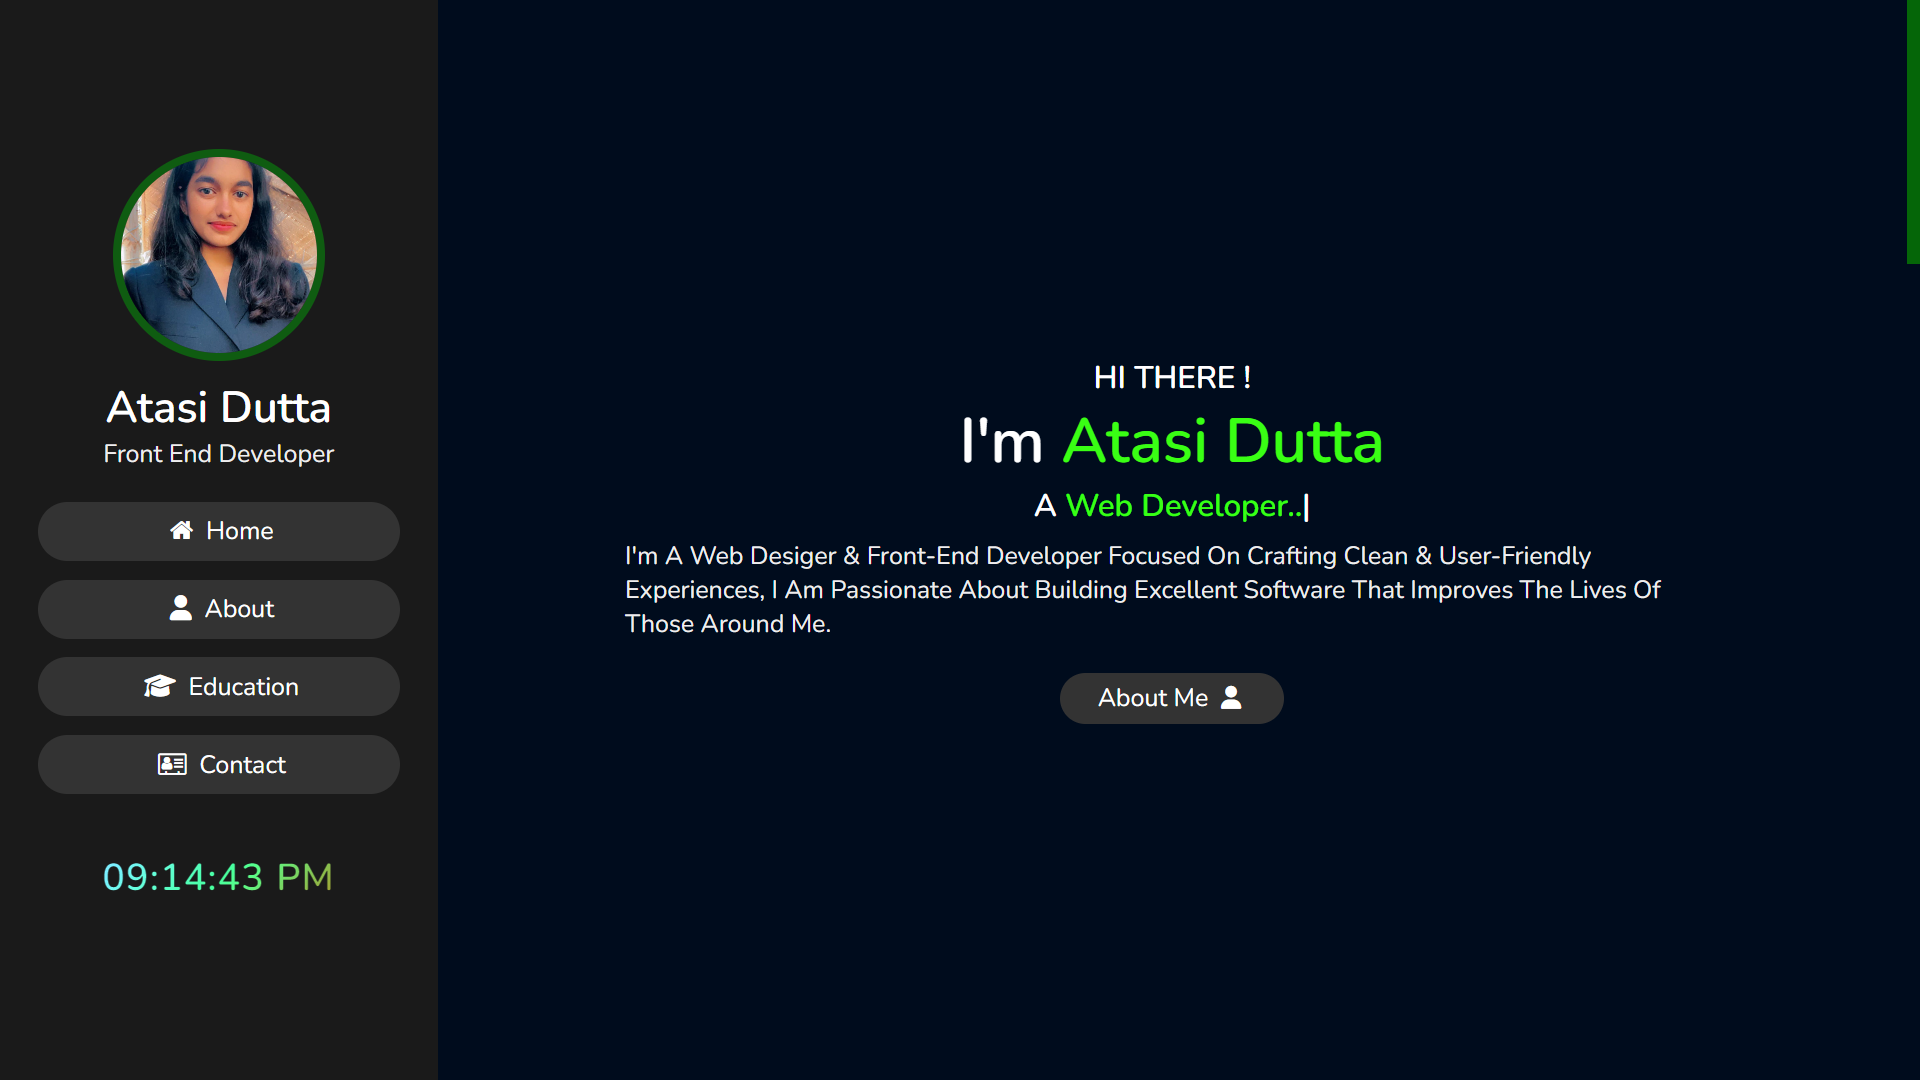 Atasi Dutta
Front End Developer
Home
About
Education
Contact
09:14:43 PM
HI THERE !
I'm Atasi Dutta
A Web Developer..|
I'm A Web Desiger & Front-End Developer Focused On Crafting Clean & User-Friendly
Experiences, I Am Passionate About Building Excellent Software That Improves The Lives Of
Those Around Me.
About Me